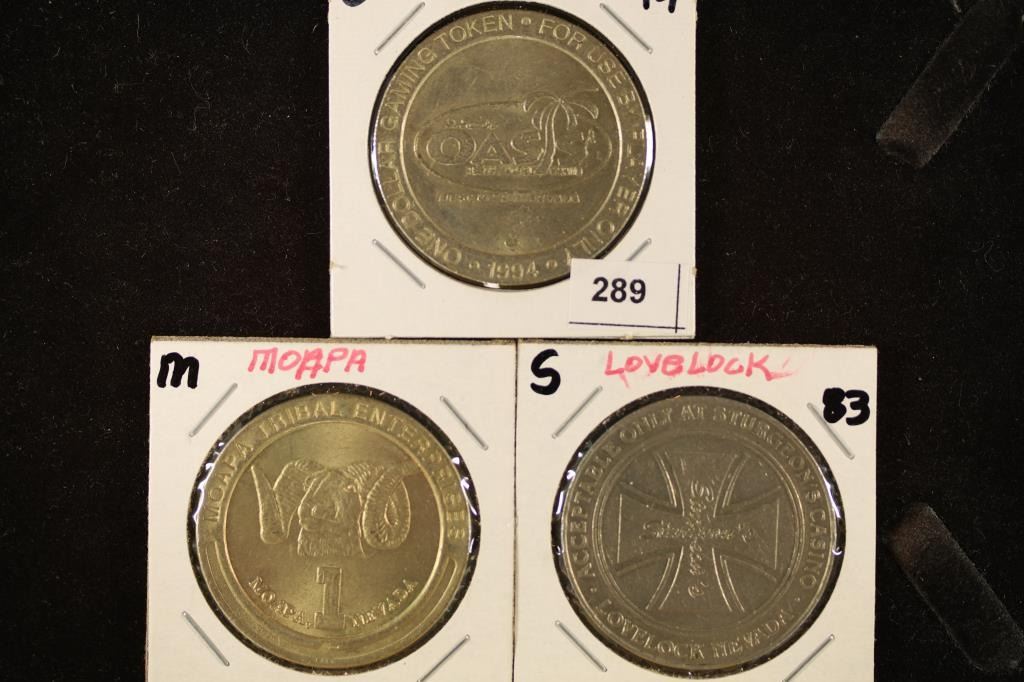 ONE DOLLAR GAMING TOKEN • FOR USE BY PLAYER ONLY
OASIS
• 1994 •
289
M
MOAPA
MOAPA TRIBAL ENTERPRISES
1
MOAPA, NEVADA
S
LOVBLOCK
83
ACCEPTABLE ONLY AT STURGEON'S CASINO
• LOVELOCK NEVADA •